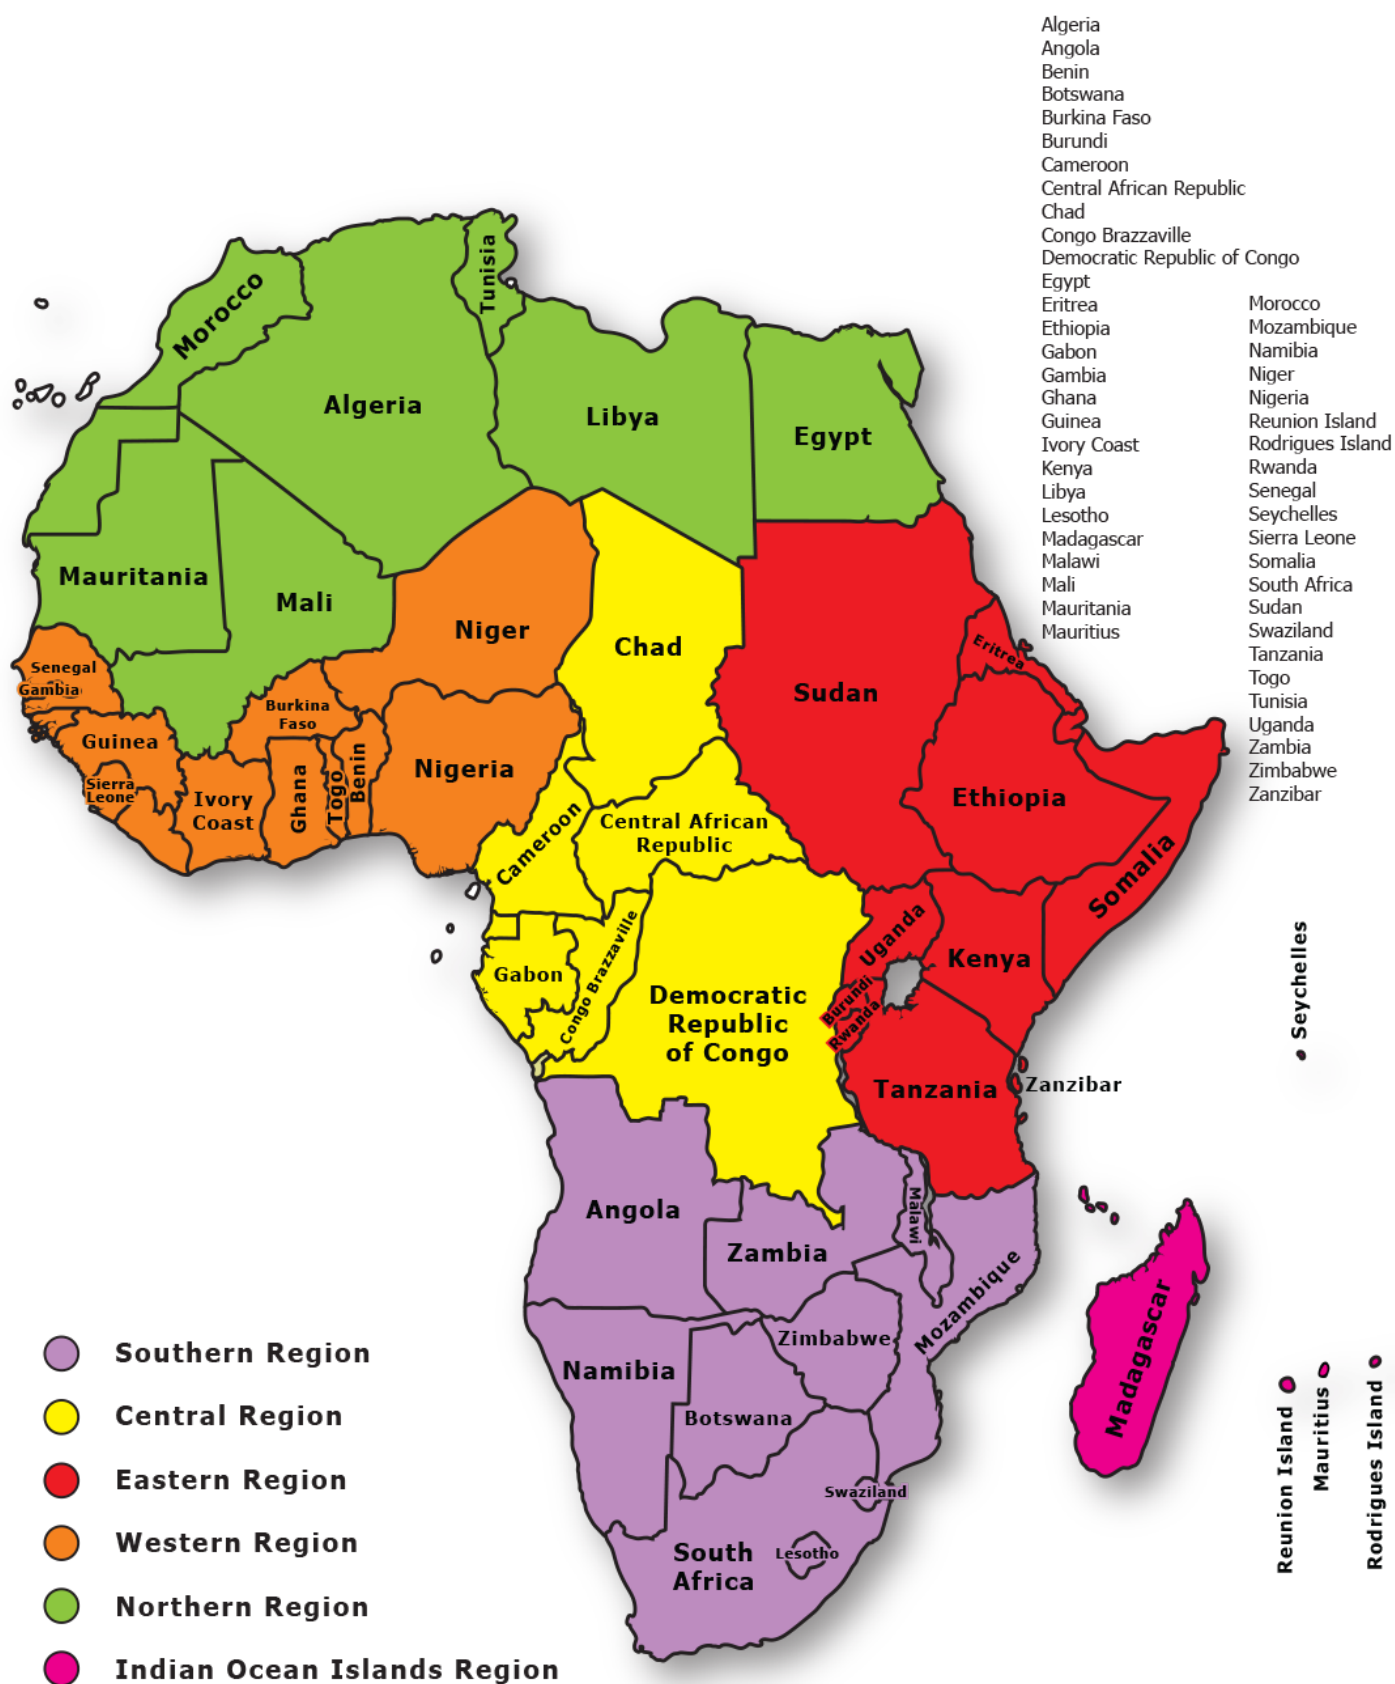 Algeria
Angola
Benin
Botswana
Burkina Faso
Burundi
Cameroon
Central African Republic
Chad
Congo Brazzaville
Democratic Republic of Congo
Egypt
Eritrea
Ethiopia
Gabon
Gambia
Ghana
Guinea
Ivory Coast
Kenya
Libya
Lesotho
Madagascar
Malawi
Mali
Mauritania
Mauritius
Morocco
Mozambique
Namibia
Niger
Nigeria
Reunion Island
Rodrigues Island
Rwanda
Senegal
Seychelles
Sierra Leone
Somalia
South Africa
Sudan
Swaziland
Tanzania
Togo
Tunisia
Uganda
Zambia
Zimbabwe
Zanzibar
Tunisia
Morocco
Algeria
Libya
Egypt
Mauritania
Mali
Niger
Chad
Sudan
Eritrea
Senegal
Gambia
Burkina
Faso
Guinea
Sierra
Leone
Ivory
Coast
Ghana
Togo
Benin
Nigeria
Cameroon
Central African
Republic
Ethiopia
Somalia
Uganda
Kenya
Gabon
Congo Brazzaville
Democratic
Republic
of Congo
Burundi
Rwanda
Tanzania
Zanzibar
Seychelles
Angola
Zambia
Malawi
Mozambique
Zimbabwe
Namibia
Botswana
Swaziland
South
Africa
Lesotho
Madagascar
Reunion Island
Mauritius
Rodrigues Island
Southern Region
Central Region
Eastern Region
Western Region
Northern Region
Indian Ocean Islands Region